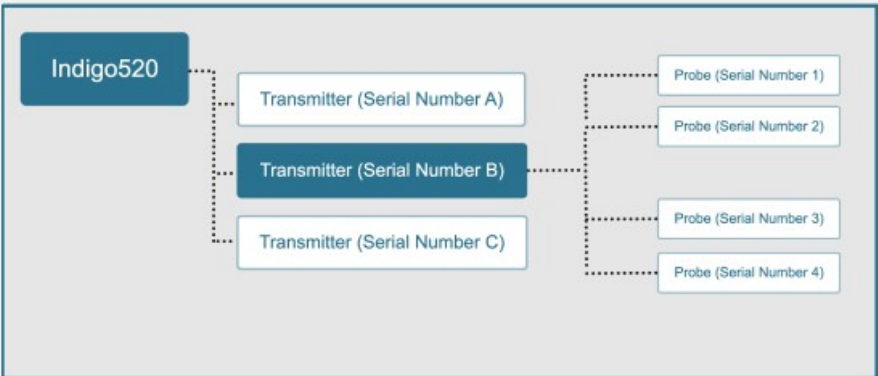 Indigo520
Transmitter (Serial Number A)
Transmitter (Serial Number B)
Transmitter (Serial Number C)
Probe (Serial Number 1)
Probe (Serial Number 2)
Probe (Serial Number 3)
Probe (Serial Number 4)